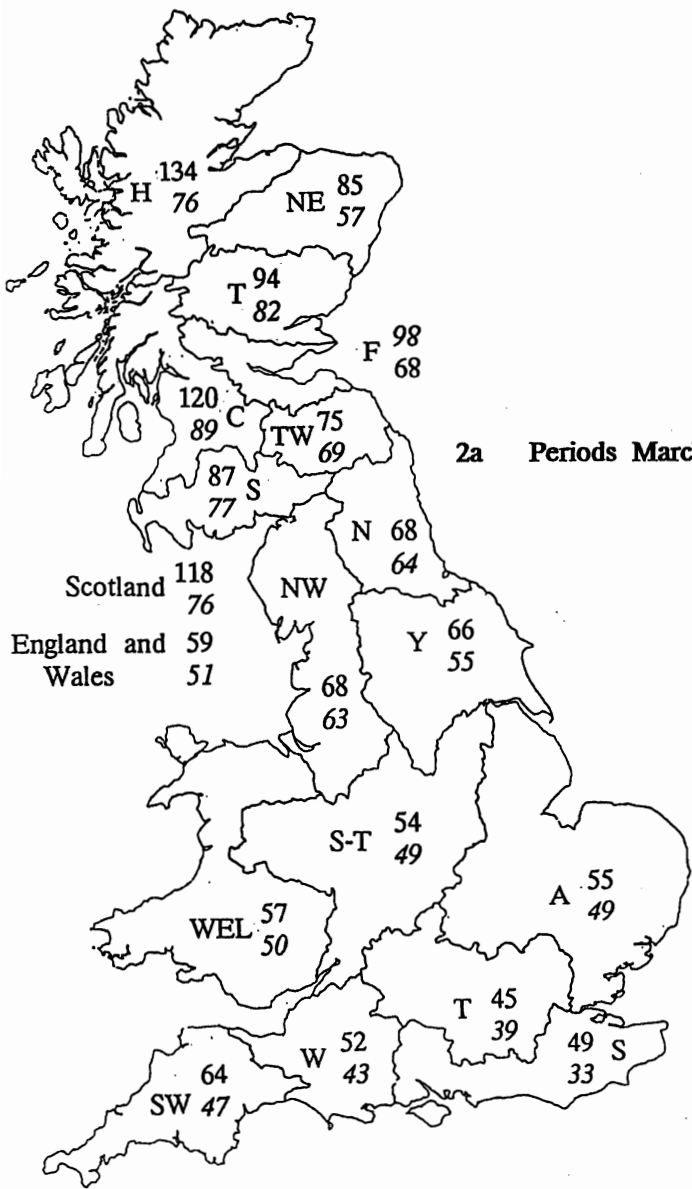 H 134
76
NE 85
57
T 94
82
F 98
68
120 C
89
TW 75
69
2a Periods Marc
87 S
77
N 68
64
Scotland 118
76
NW
England and 59
Wales 51
Y 66
55
68
63
S-T 54
49
A 55
49
WEL 57
50
T 45
39
49 S
33
W 52
43
64
SW 47